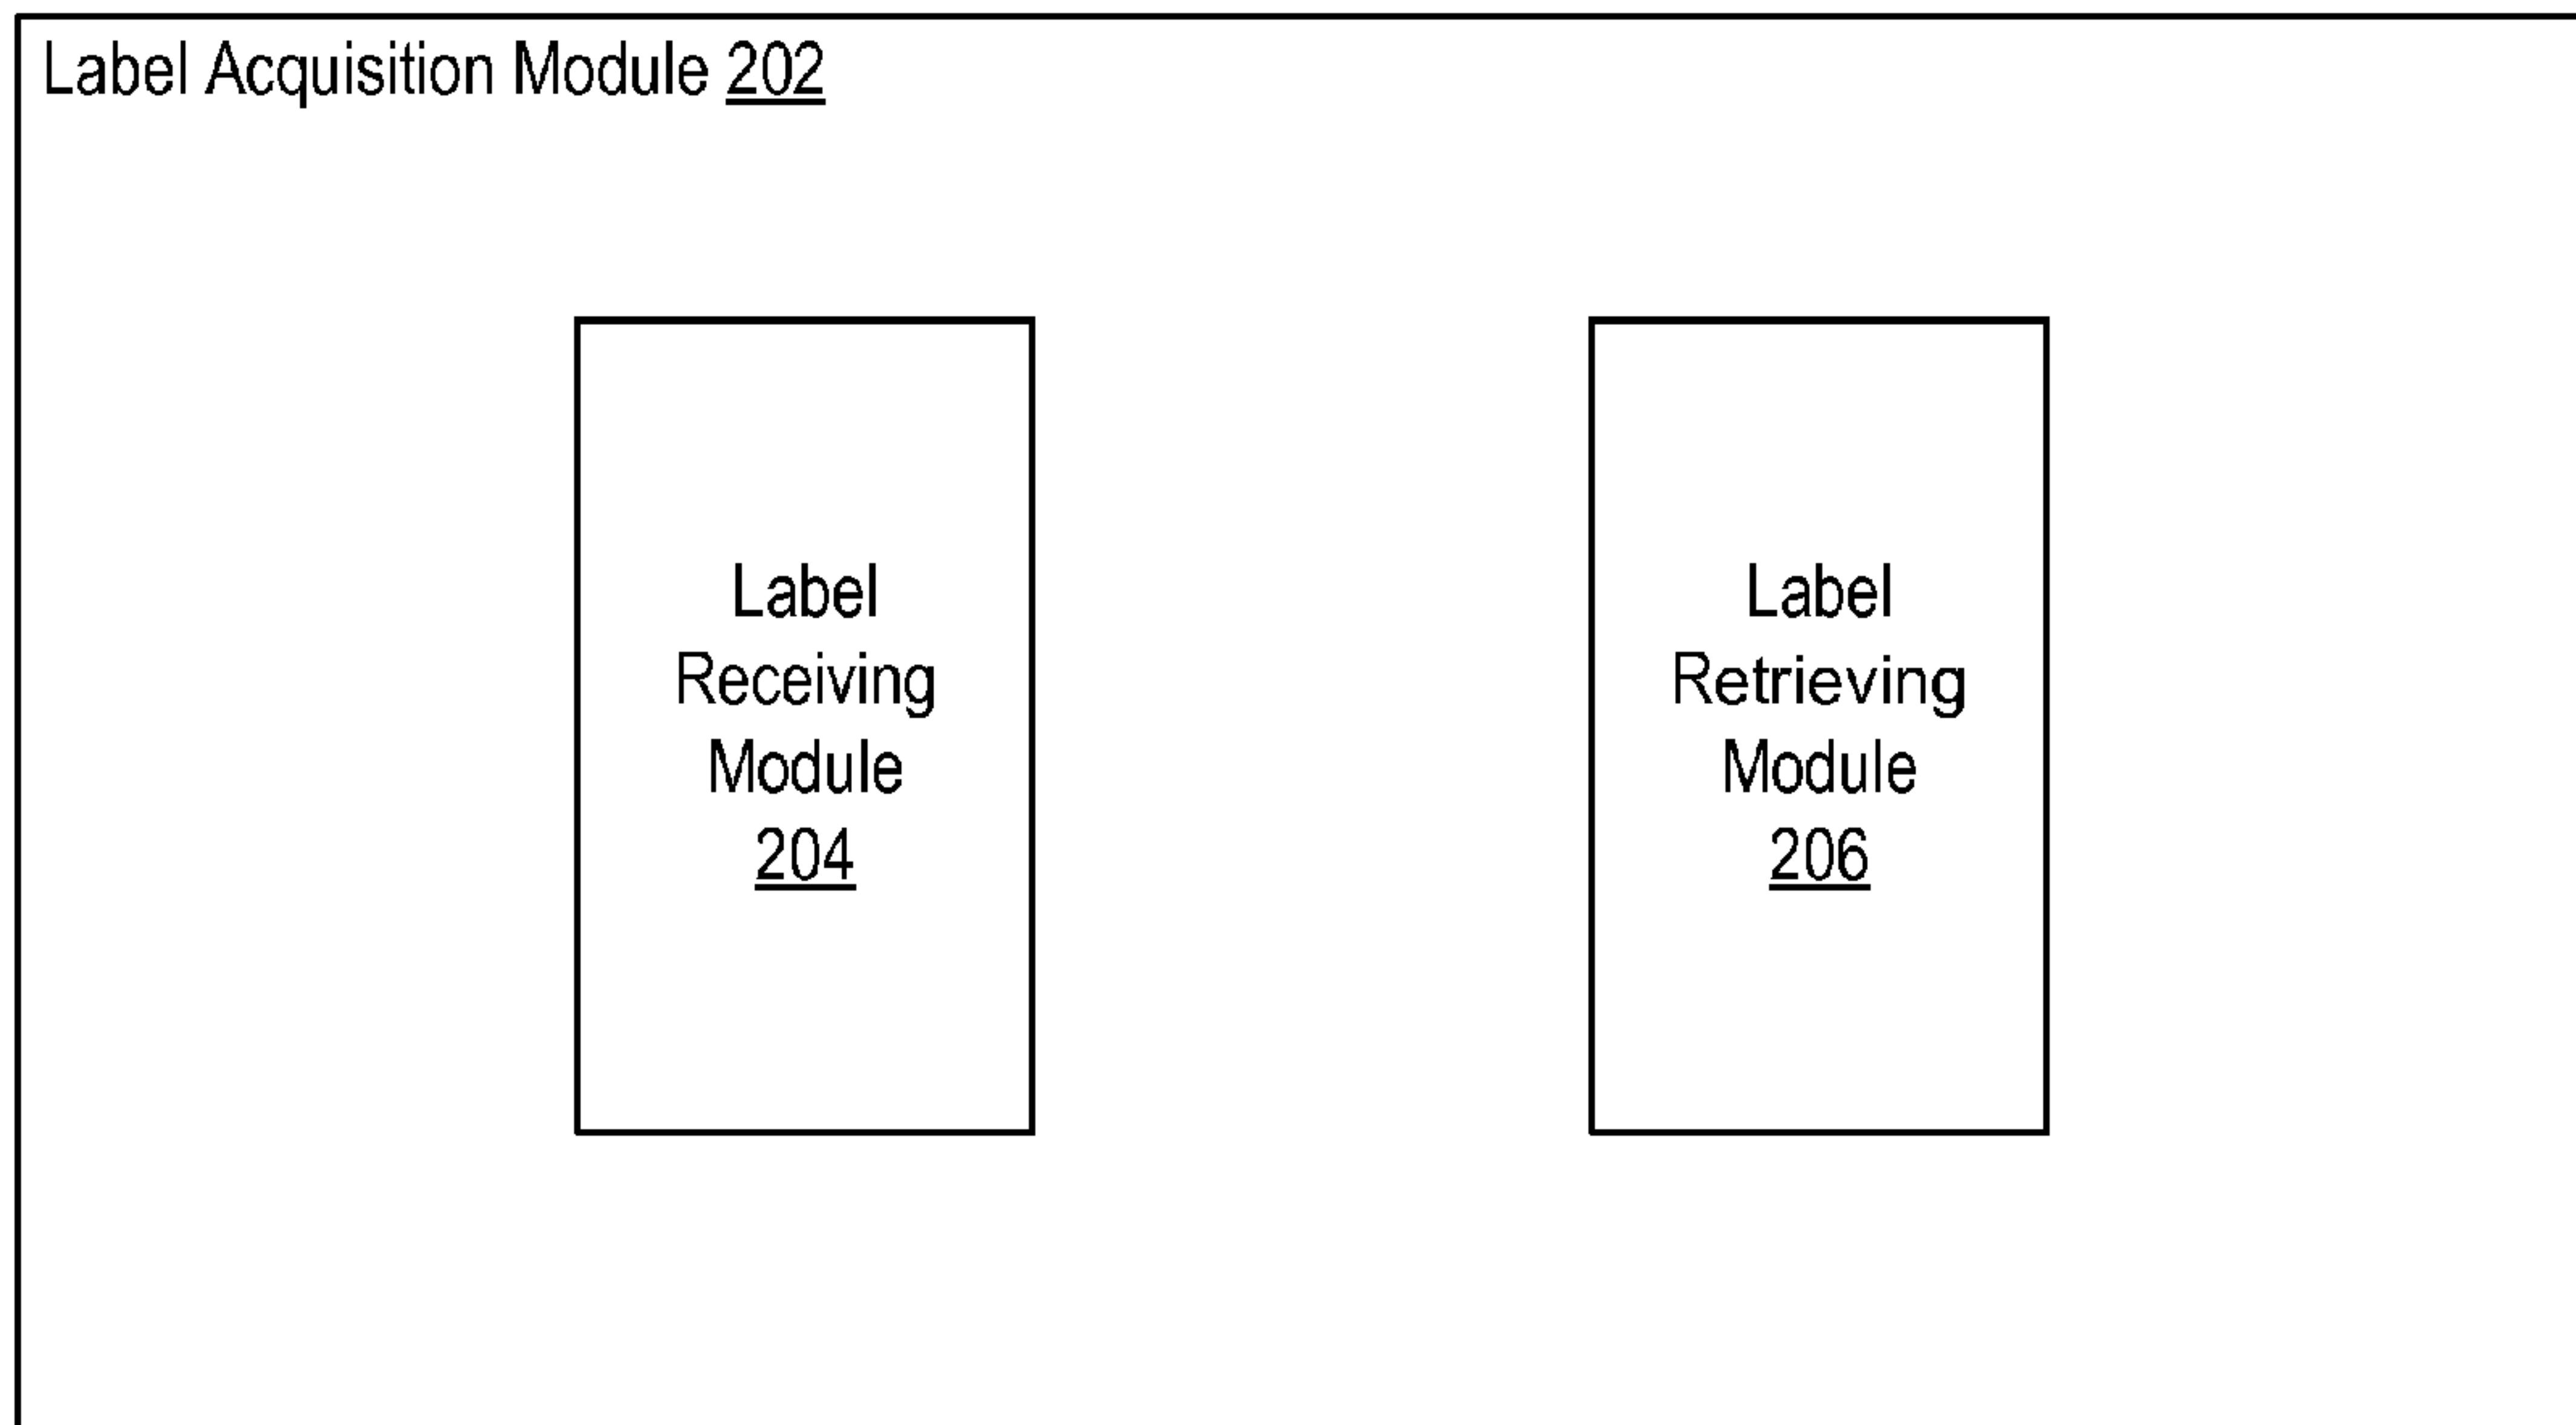 Label Acquisition Module 202
Label
Receiving
Module
204
Label
Retrieving
Module
206